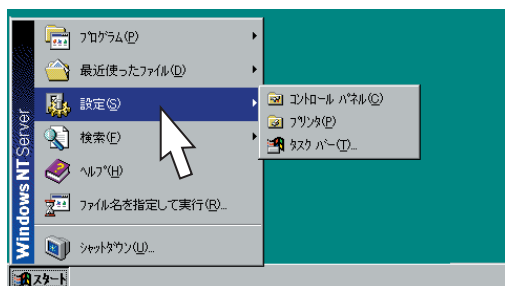 ﾌﾟﾛｸﾞﾗﾑ(P)
最近使ったﾌｧｲﾙ(D)
設定(S)
検索(F)
ﾍﾙﾌﾟ(H)
ﾌｧｲﾙ名を指定して実行(R)...
ｼｬｯﾄﾀﾞｳﾝ(U)...
ｺﾝﾄﾛｰﾙ ﾊﾟﾈﾙ(C)
ﾌﾟﾘﾝﾀ(P)
ﾀｽｸ ﾊﾞｰ(T)...
Windows NT Server
ｽﾀｰﾄ